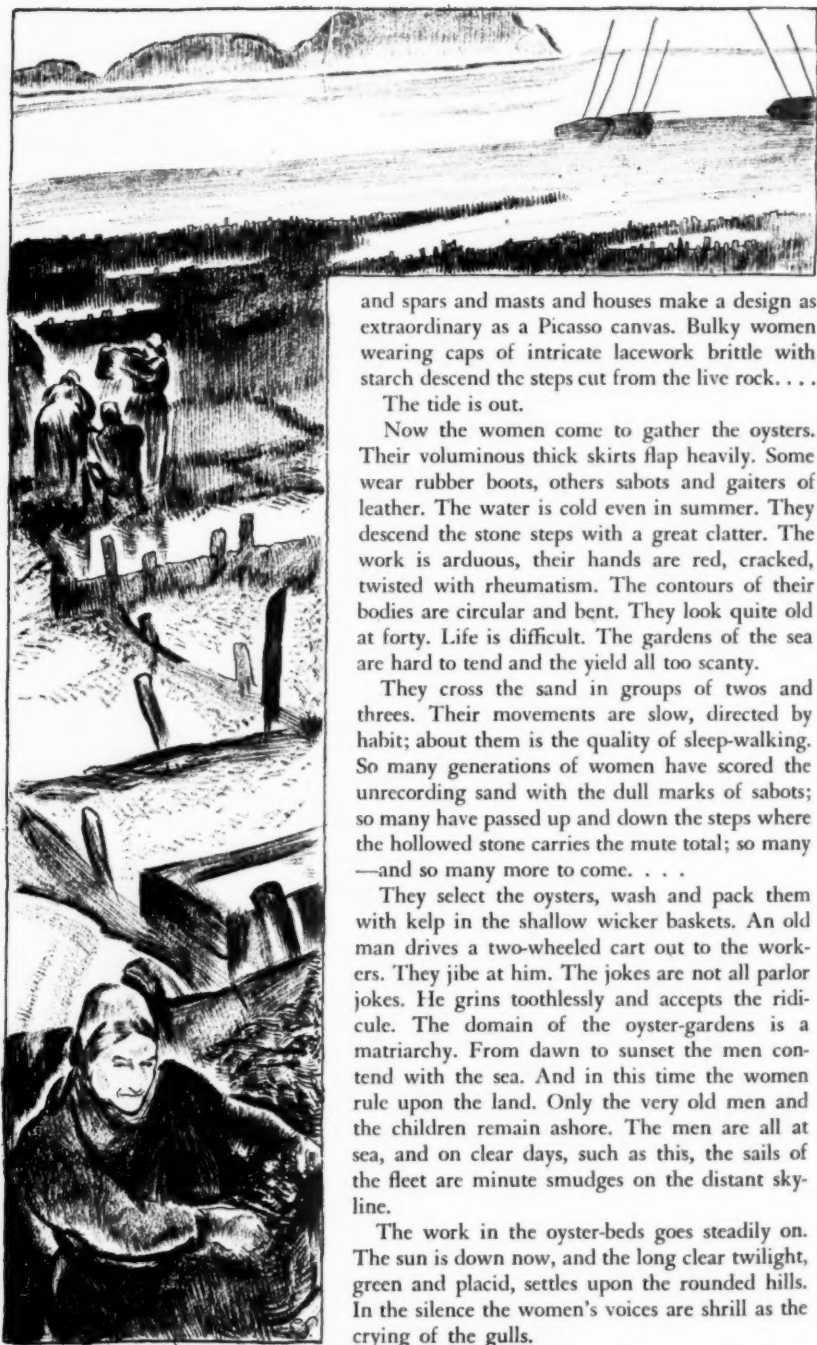 and spars and masts and houses make a design as
extraordinary as a Picasso canvas. Bulky women
wearing caps of intricate lacework brittle with
starch descend the steps cut from the live rock. . . .
The tide is out.
Now the women come to gather the oysters.
Their voluminous thick skirts flap heavily. Some
wear rubber boots, others sabots and gaiters of
leather. The water is cold even in summer. They
descend the stone steps with a great clatter. The
work is arduous, their hands are red, cracked,
twisted with rheumatism. The contours of their
bodies are circular and bent. They look quite old
at forty. Life is difficult. The gardens of the sea
are hard to tend and the yield all too scanty.
They cross the sand in groups of twos and
threes. Their movements are slow, directed by
habit; about them is the quality of sleep-walking.
So many generations of women have scored the
unrecording sand with the dull marks of sabots;
so many have passed up and down the steps where
the hollowed stone carries the mute total; so many
—and so many more to come. . . .
They select the oysters, wash and pack them
with kelp in the shallow wicker baskets. An old
man drives a two-wheeled cart out to the work-
ers. They jibe at him. The jokes are not all parlor
jokes. He grins toothlessly and accepts the ridi-
cule. The domain of the oyster-gardens is a
matriarchy. From dawn to sunset the men con-
tend with the sea. And in this time the women
rule upon the land. Only the very old men and
the children remain ashore. The men are all at
sea, and on clear days, such as this, the sails of
the fleet are minute smudges on the distant sky-
line.
The work in the oyster-beds goes steadily on.
The sun is down now, and the long clear twilight,
green and placid, settles upon the rounded hills.
In the silence the women's voices are shrill as the
crying of the gulls.